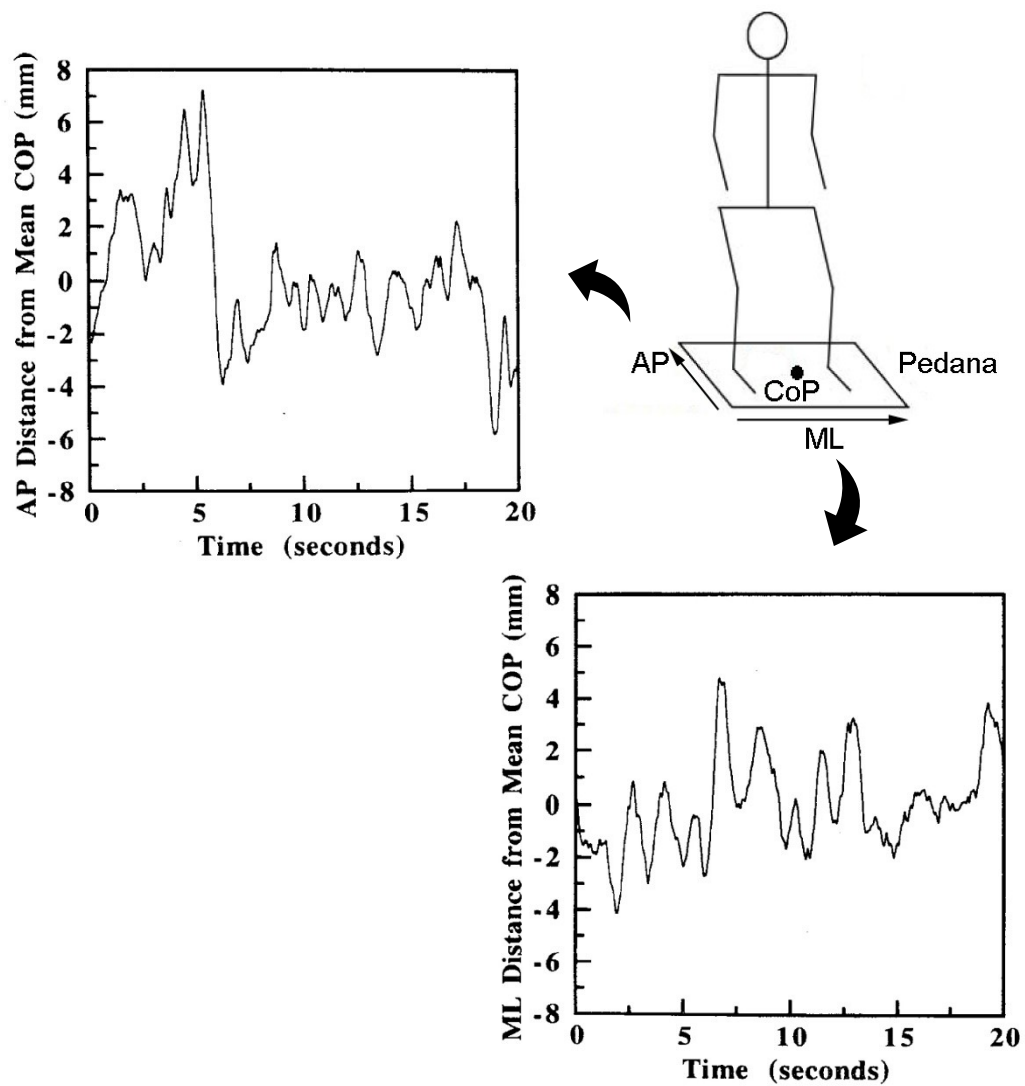 AP Distance from Mean COP (mm)
8
6
4
2
0
-2
-4
-6
-8
0 5 10 15 20
Time (seconds)
AP
CoP
Pedana
ML
ML Distance from Mean COP (mm)
8
6
4
2
0
-2
-4
-6
-8
0 5 10 15 20
Time (seconds)